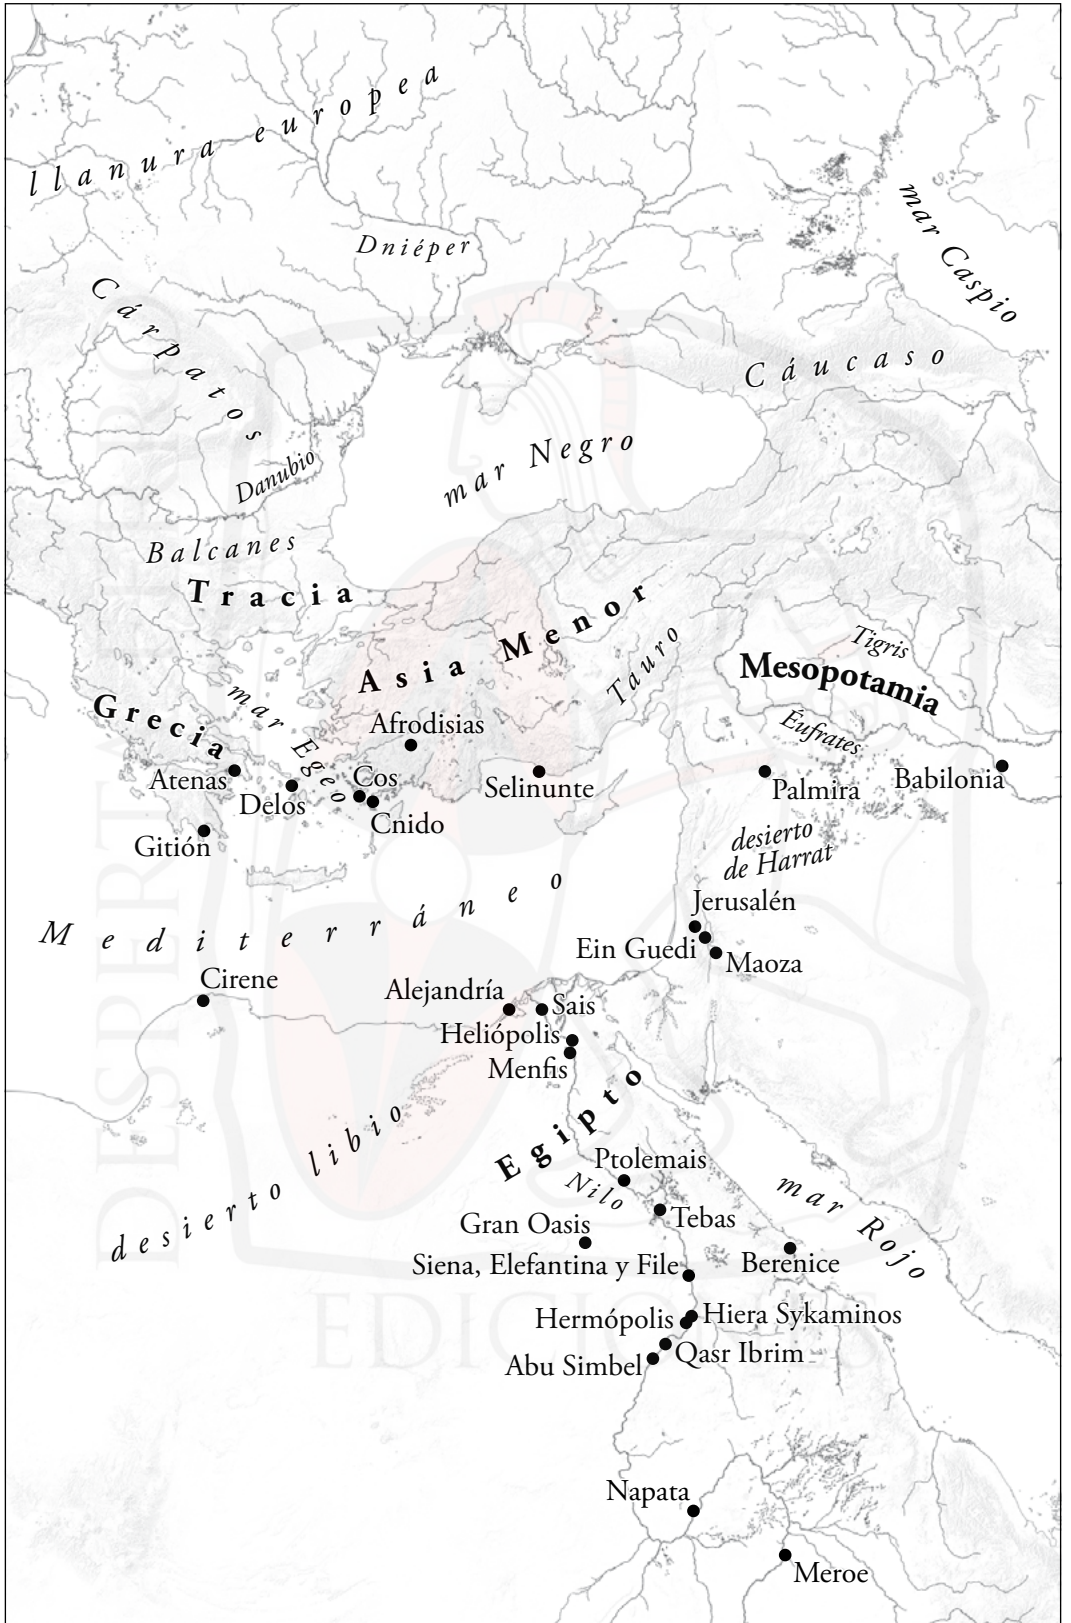 llanura europea
mar Caspio
Dniéper
Cárpatos
Cáucaso
mar Negro
Danubio
Balcanes
Tracia
Asia Menor
Tauro
Tigris
Mesopotamia
Éufrates
Grecia
mar Egeo
Afrodisias
Atenas
Delos
Cos
Cnido
Gitión
Selinunte
Palmira
Babilonia
desierto
de Harrat
Jerusalén
Ein Guedi
Maoza
Mediterráneo
Cirene
Alejandría
Sais
Heliópolis
Menfis
Egipto
desierto libio
Ptolemais
Nilo
Tebas
mar Rojo
Gran Oasis
Siena, Elefantina y File
Berenice
Hermópolis
Hiera Sykaminos
Qasr Ibrim
Abu Simbel
Napata
Meroe
DESPERTA FERRO
EDICIONES